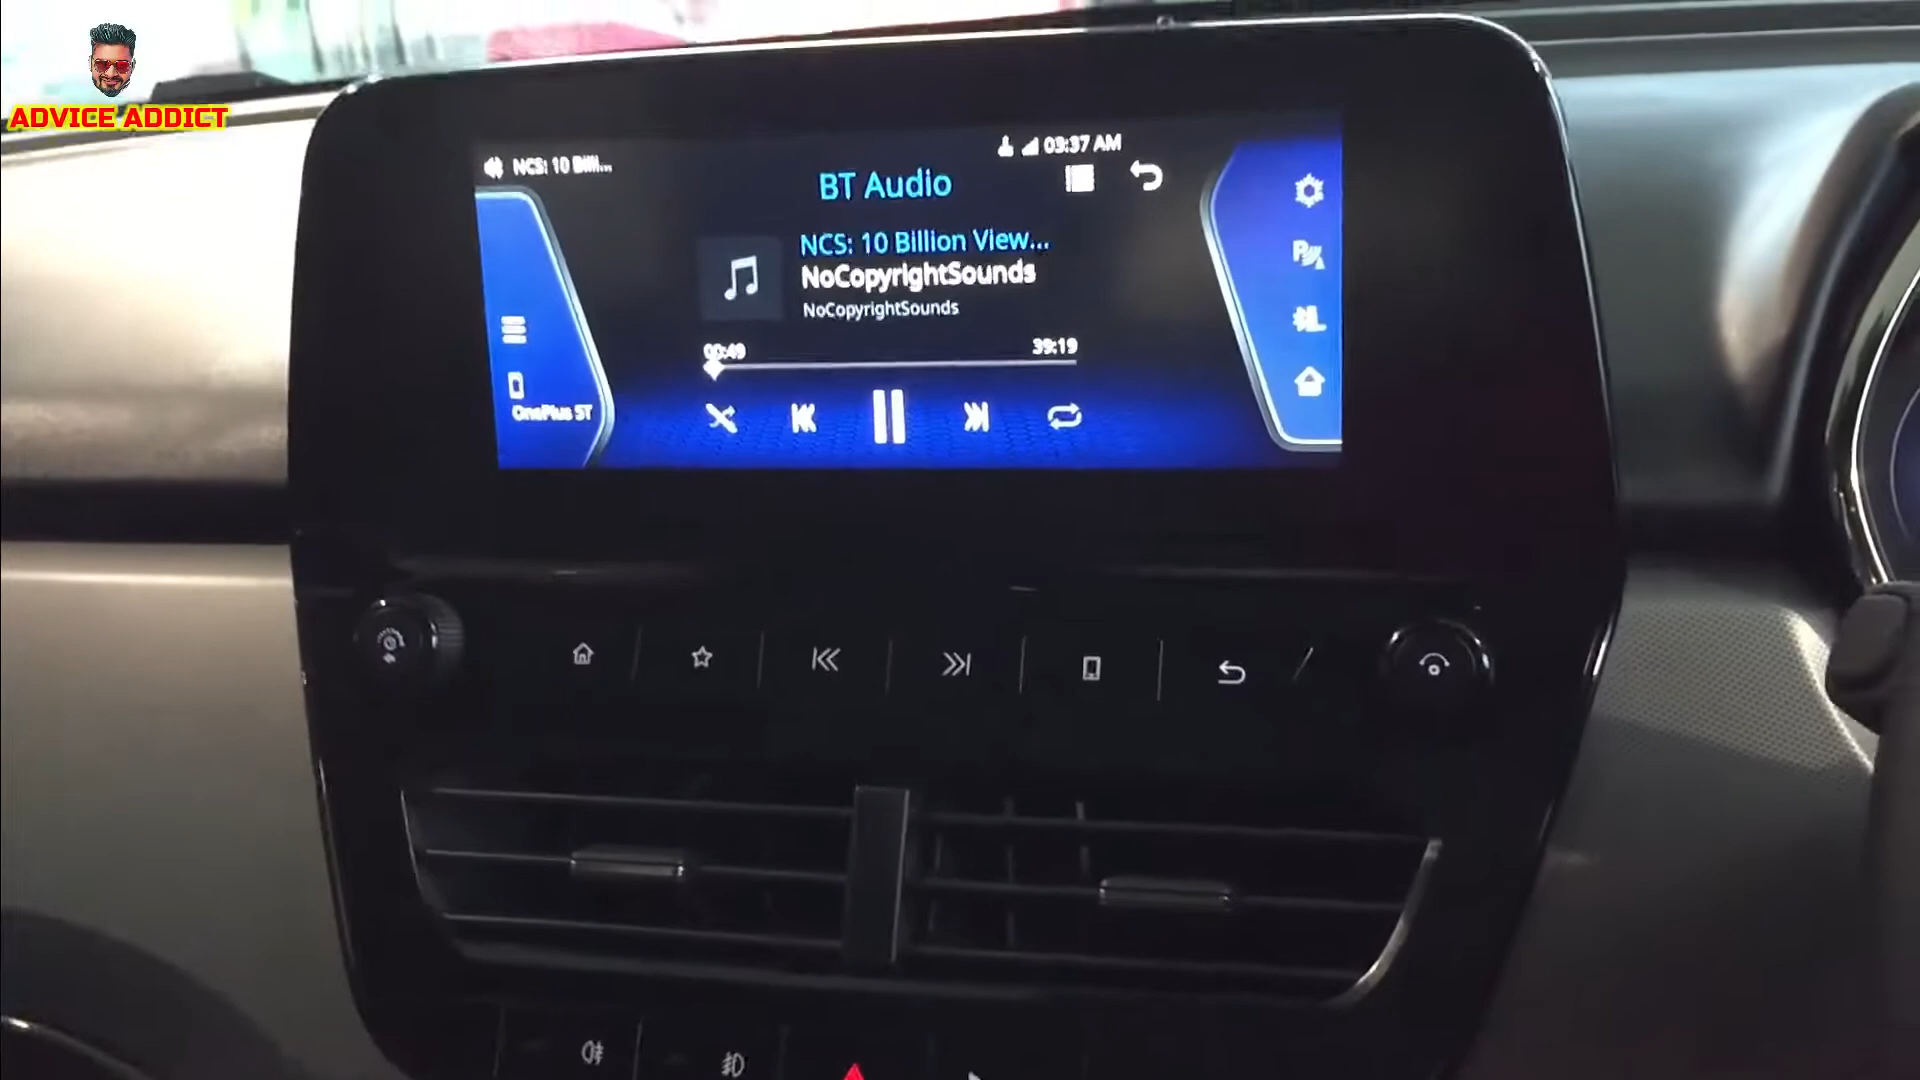 ADVICE ADDICT
03:37 AM
NCS: 10 Billi...
BT Audio
NCS: 10 Billion View...
NoCopyrightSounds
NoCopyrightSounds
00:49
39:19
OnePlus 5T